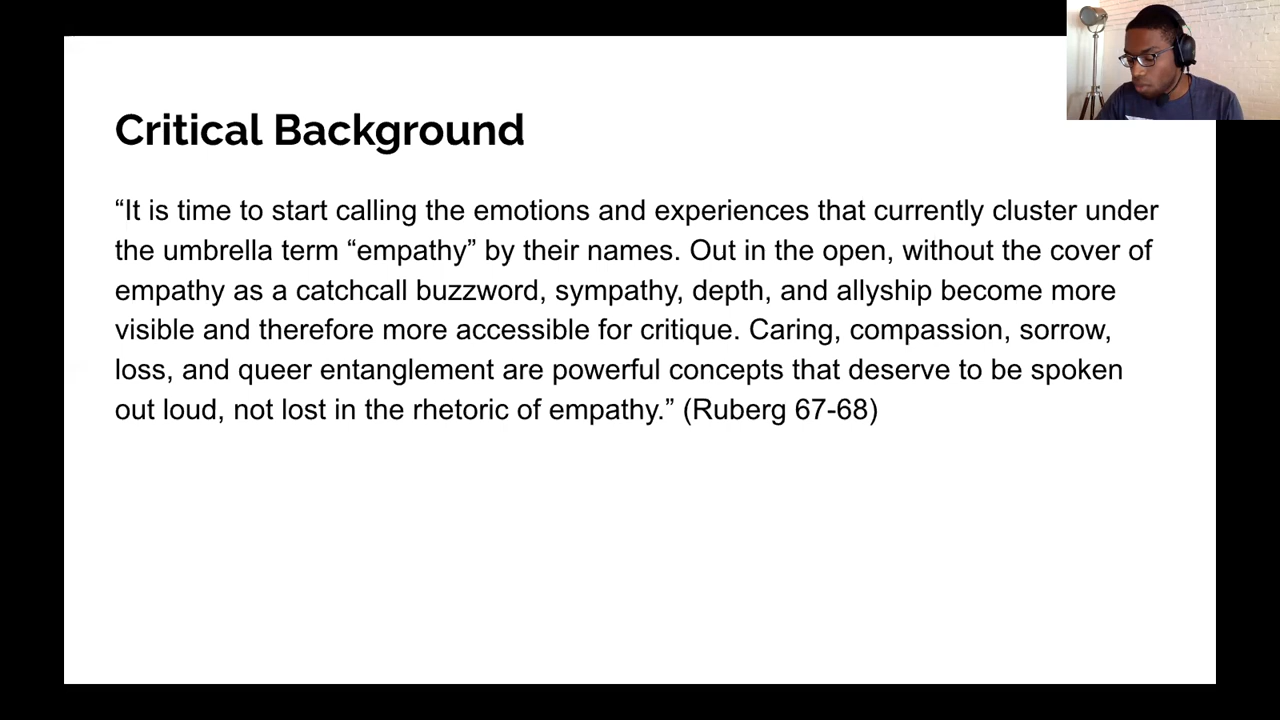 Critical Background
“It is time to start calling the emotions and experiences that currently cluster under
the umbrella term “empathy” by their names. Out in the open, without the cover of
empathy as a catchcall buzzword, sympathy, depth, and allyship become more
visible and therefore more accessible for critique. Caring, compassion, sorrow,
loss, and queer entanglement are powerful concepts that deserve to be spoken
out loud, not lost in the rhetoric of empathy.” (Ruberg 67-68)